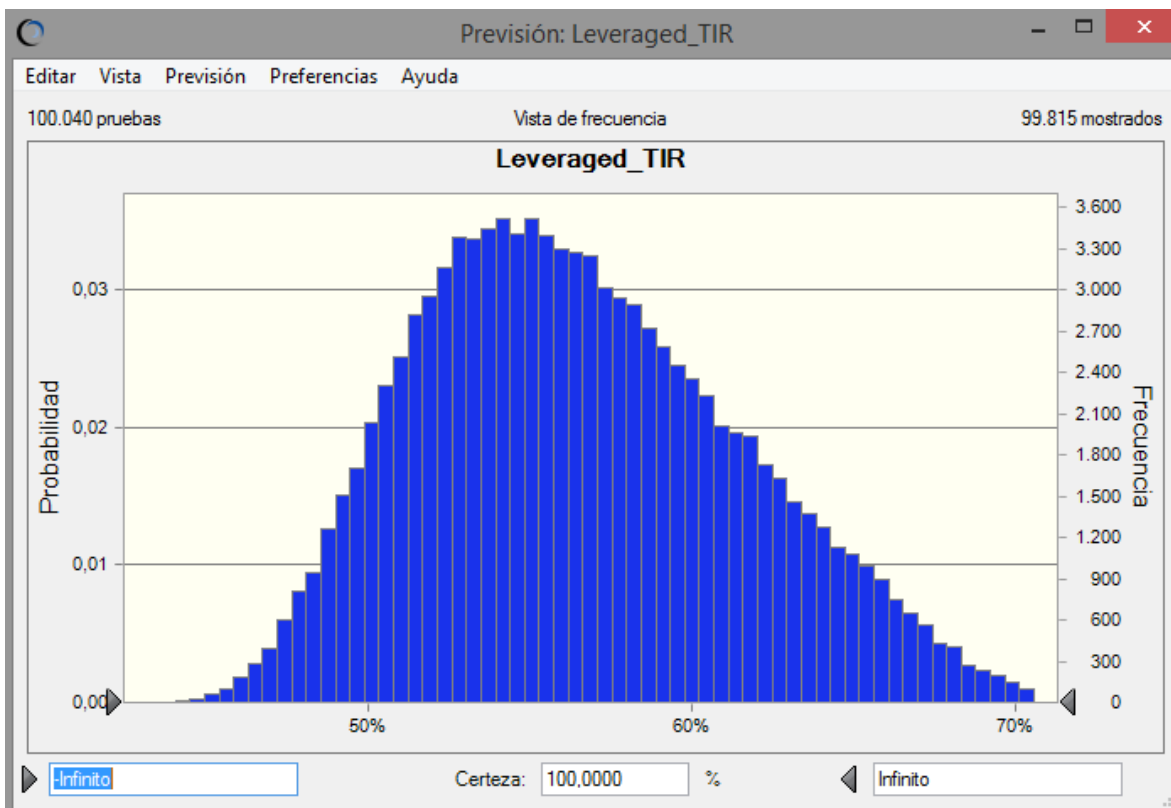 Previsión: Leveraged_TIR
Editar Vista Previsión Preferencias Ayuda
100.040 pruebas Vista de frecuencia 99.815 mostrados
Leveraged_TIR
Probabilidad
0,03
0,02
0,01
0,00
3.600
3.300
3.000
2.700
2.400
2.100
1.800
1.500
1.200
900
600
300
0
Frecuencia
50% 60% 70%
-Infinito Certeza: 100,0000 % Infinito